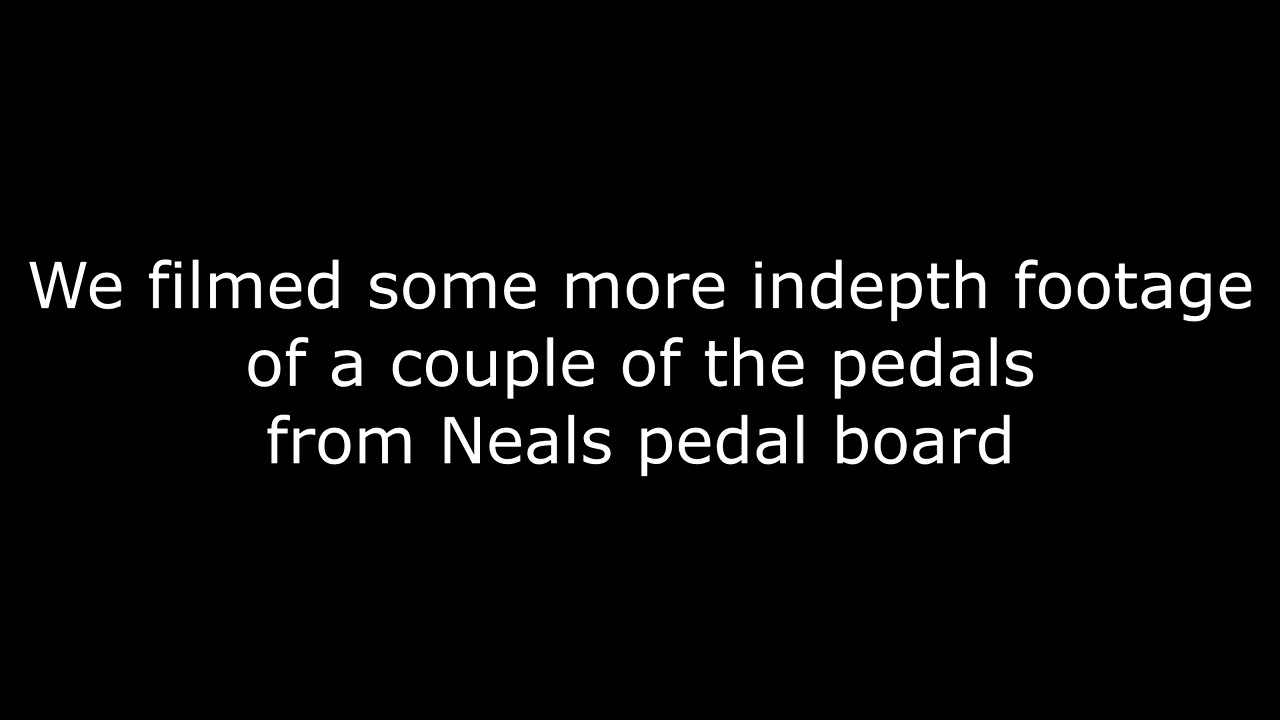 We filmed some more indepth footage
of a couple of the pedals
from Neals pedal board